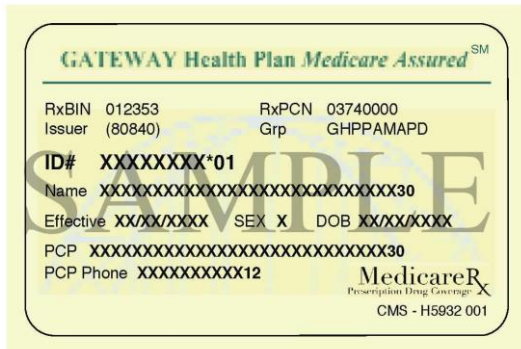 GATEWAY Health Plan Medicare Assured SM
RxBIN 012353 RxPCN 03740000
Issuer (80840) Grp GHPPAMAPD
ID# XXXXXXXX*01
SAMPLE
Name XXXXXXXXXXXXXXXXXXXXXXXXXXXX30
Effective XX/XX/XXXX SEX X DOB XX/XX/XXXX
PCP XXXXXXXXXXXXXXXXXXXXXXXXXXXX30
PCP Phone XXXXXXXXXX12
MedicareRx
Prescription Drug Coverage
CMS - H5932 001